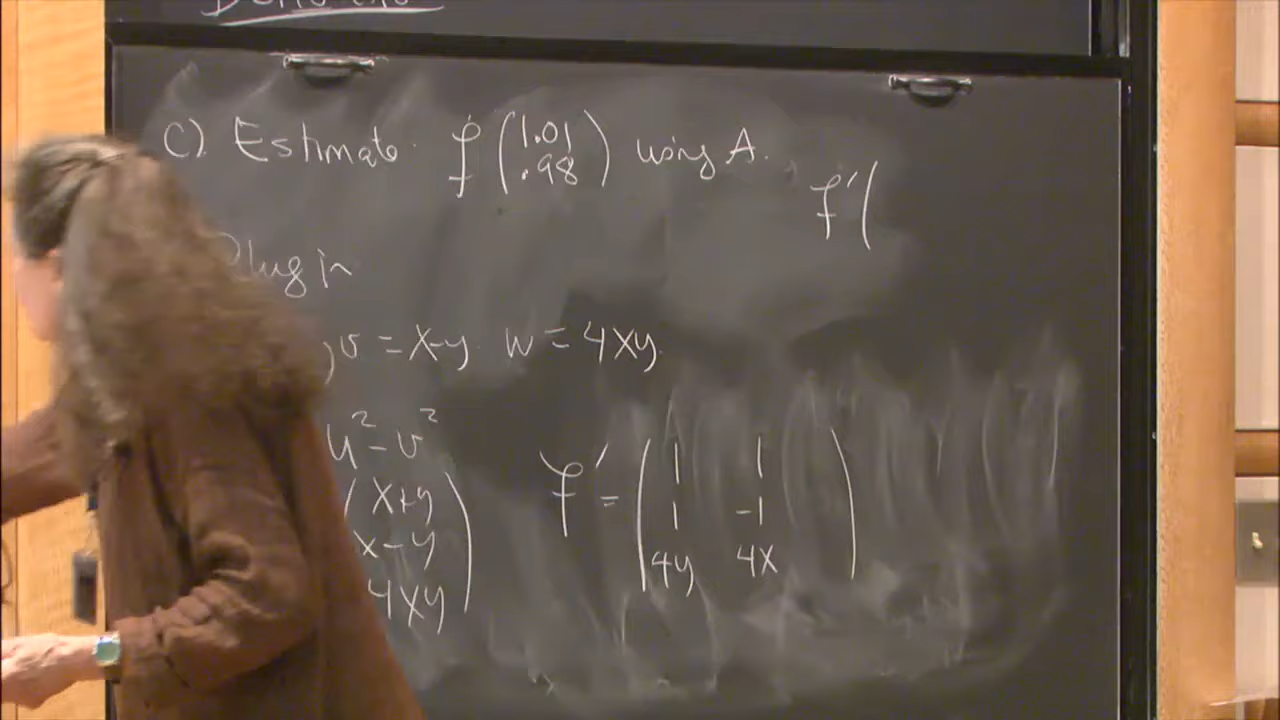 c). Estimate f (1.01 .98) using A.
f'(
Plug in
, v = x-y. w = 4xy.
u² - v²
(x+y x-y 4xy)
f' = (1 1 1 -1 4y 4x)